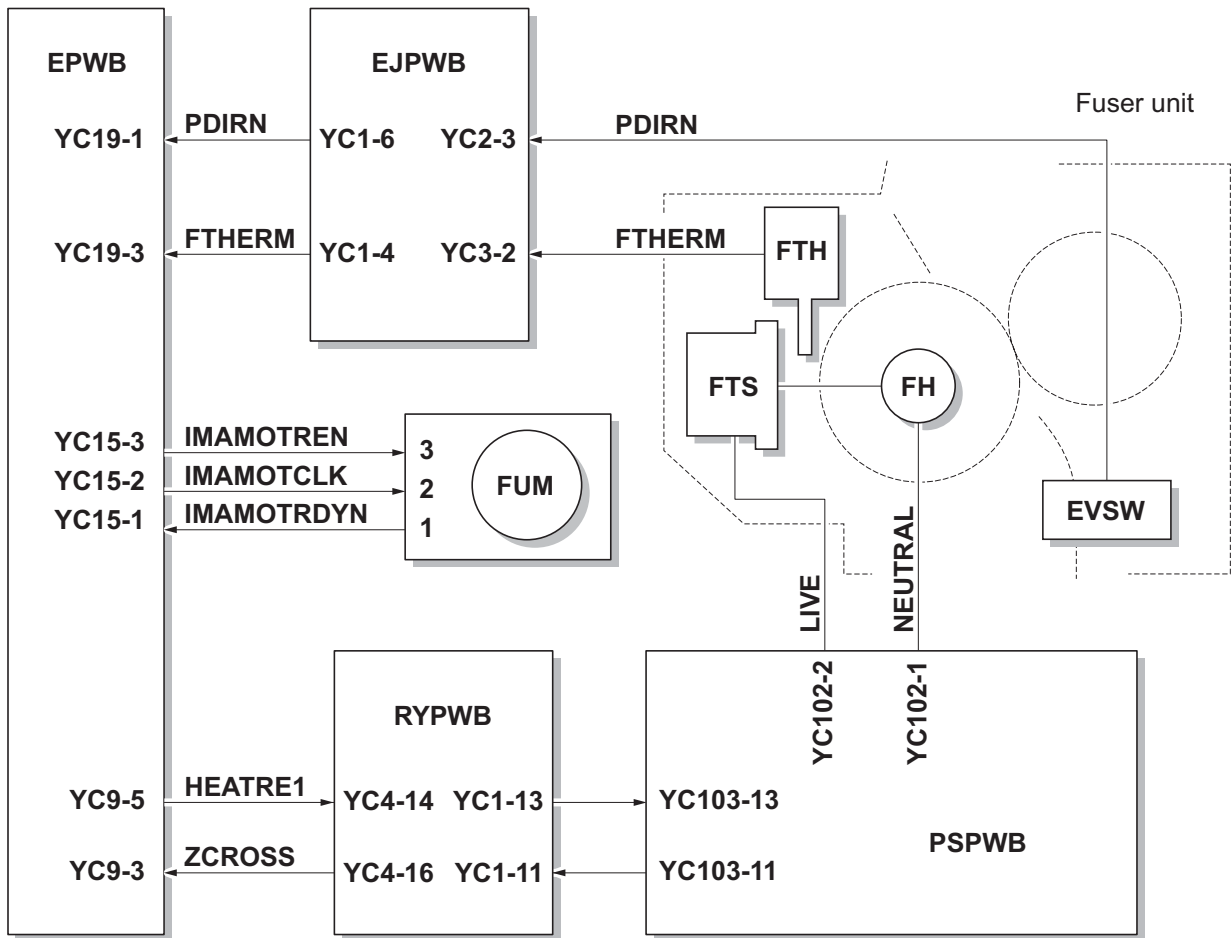 EPWB
EJPWB
Fuser unit
YC19-1
PDIRN
YC1-6
YC2-3
PDIRN
YC19-3
FTHERM
YC1-4
YC3-2
FTHERM
FTH
FTS
FH
YC15-3
IMAMOTREN
3
YC15-2
IMAMOTCLK
2
FUM
YC15-1
IMAMOTRDYN
1
EVSW
LIVE
NEUTRAL
YC102-2
YC102-1
RYPWB
YC9-5
HEATRE1
YC4-14
YC1-13
YC103-13
PSPWB
YC9-3
ZCROSS
YC4-16
YC1-11
YC103-11